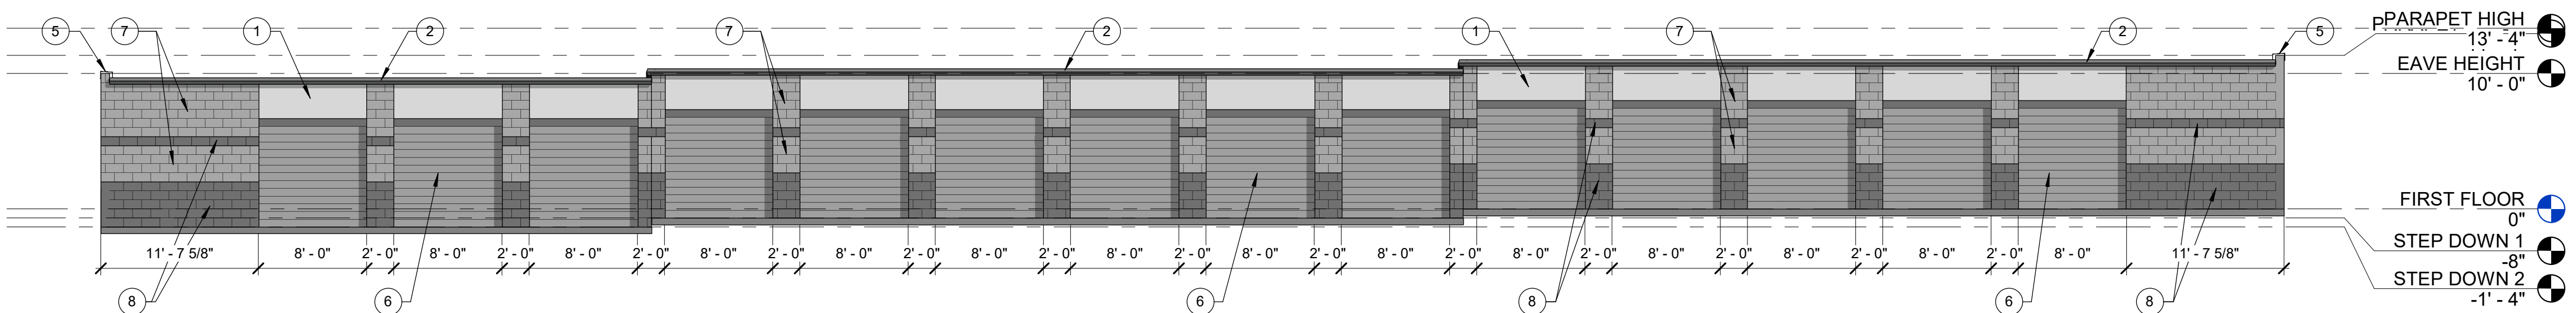 5 7 1 2 7 2 1 7 2 5
PARAPET HIGH
13' - 4"
EAVE HEIGHT
10' - 0"
FIRST FLOOR
0"
STEP DOWN 1
-8"
STEP DOWN 2
-1' - 4"
11' - 7 5/8" 8' - 0" 2' - 0" 8' - 0" 2' - 0" 8' - 0" 2' - 0" 8' - 0" 2' - 0" 8' - 0" 2' - 0" 8' - 0" 2' - 0" 8' - 0" 2' - 0" 8' - 0" 2' - 0" 8' - 0" 2' - 0" 8' - 0" 2' - 0" 8' - 0" 2' - 0" 8' - 0" 2' - 0" 8' - 0" 2' - 0" 8' - 0" 11' - 7 5/8"
8 6 6 8 6 8